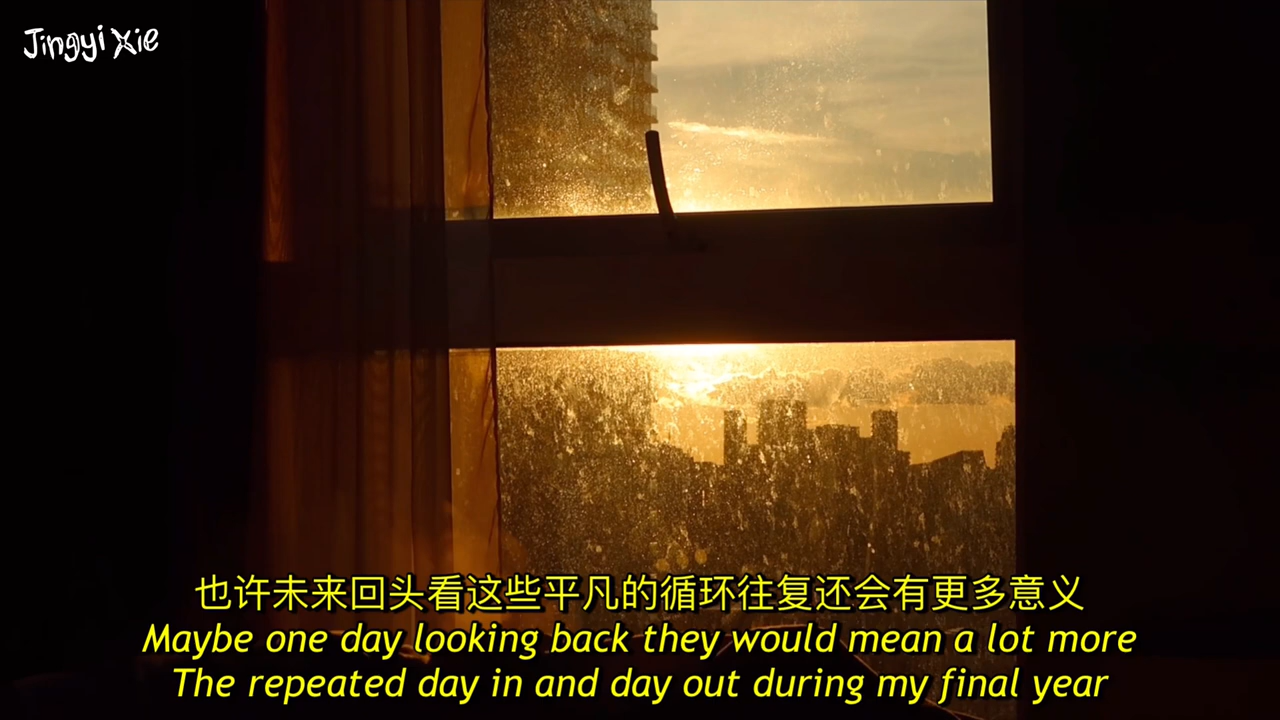 Jingyi Xie
也许未来回头看这些平凡的循环往复还会有更多意义
Maybe one day looking back they would mean a lot more
The repeated day in and day out during my final year